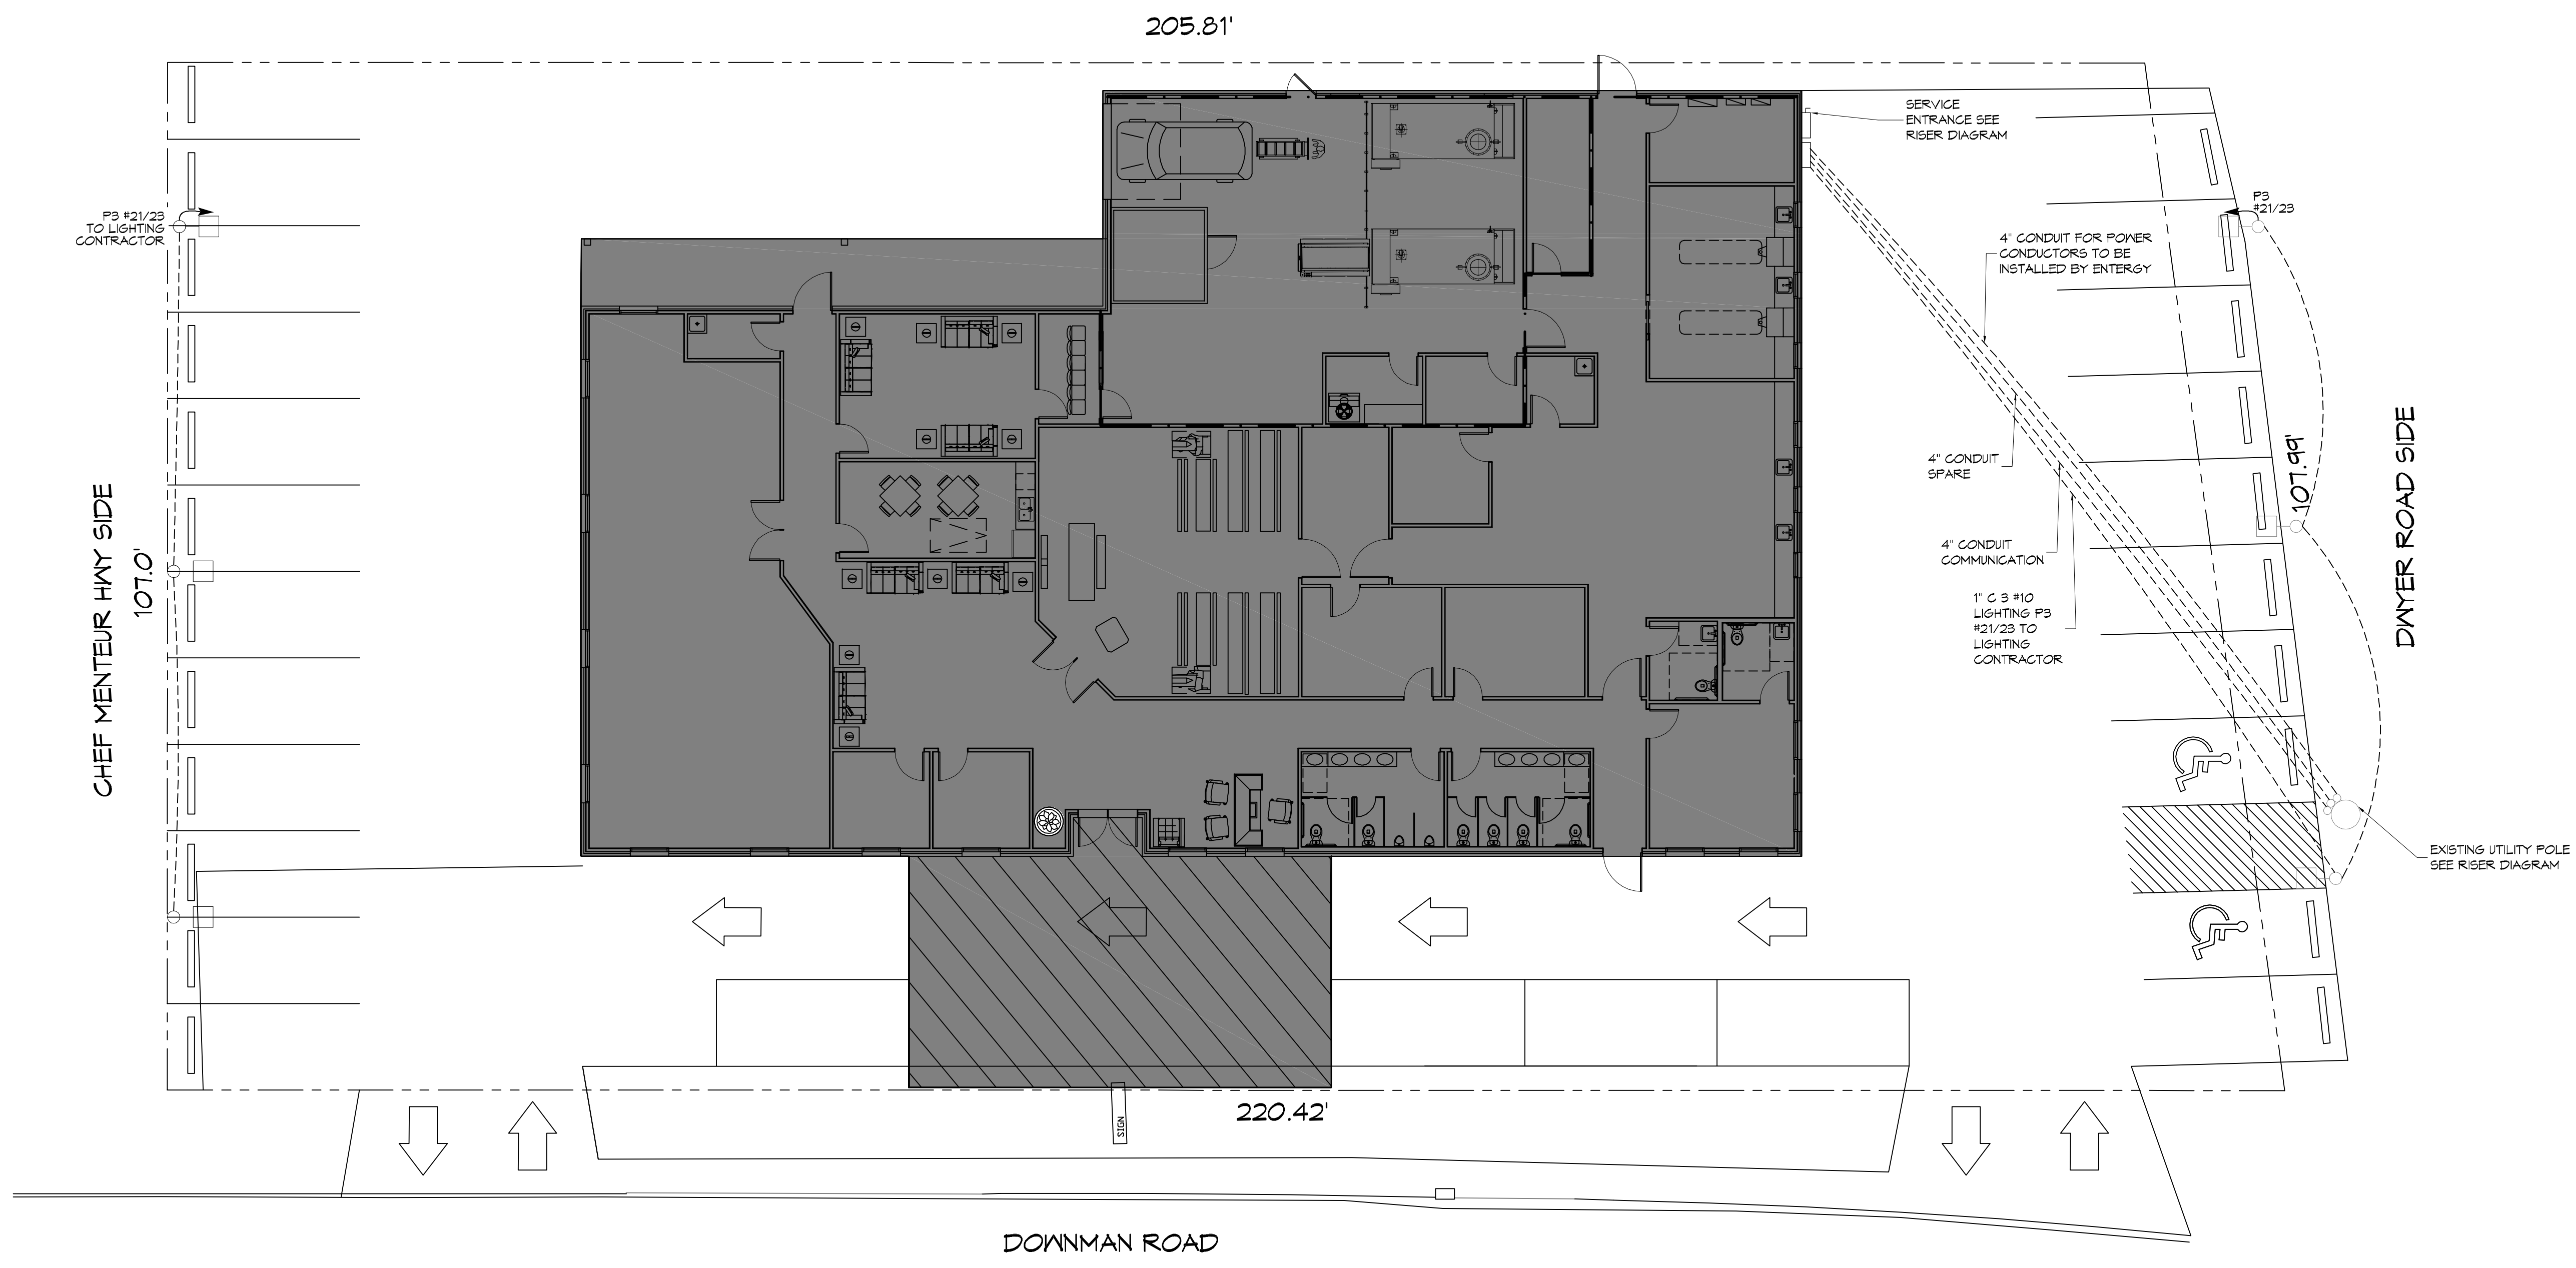 205.81'
SERVICE
ENTRANCE SEE
RISER DIAGRAM
P3 #21/23
TO LIGHTING
CONTRACTOR
P3
#21/23
4" CONDUIT FOR POWER
CONDUCTORS TO BE
INSTALLED BY ENTERGY
4" CONDUIT
SPARE
107.99'
DWYER ROAD SIDE
CHEF MENTEUR HWY SIDE
107.0'
4" CONDUIT
COMMUNICATION
1" C 3 #10
LIGHTING P3
#21/23 TO
LIGHTING
CONTRACTOR
EXISTING UTILITY POLE
SEE RISER DIAGRAM
220.42'
SIGN
DOWNMAN ROAD